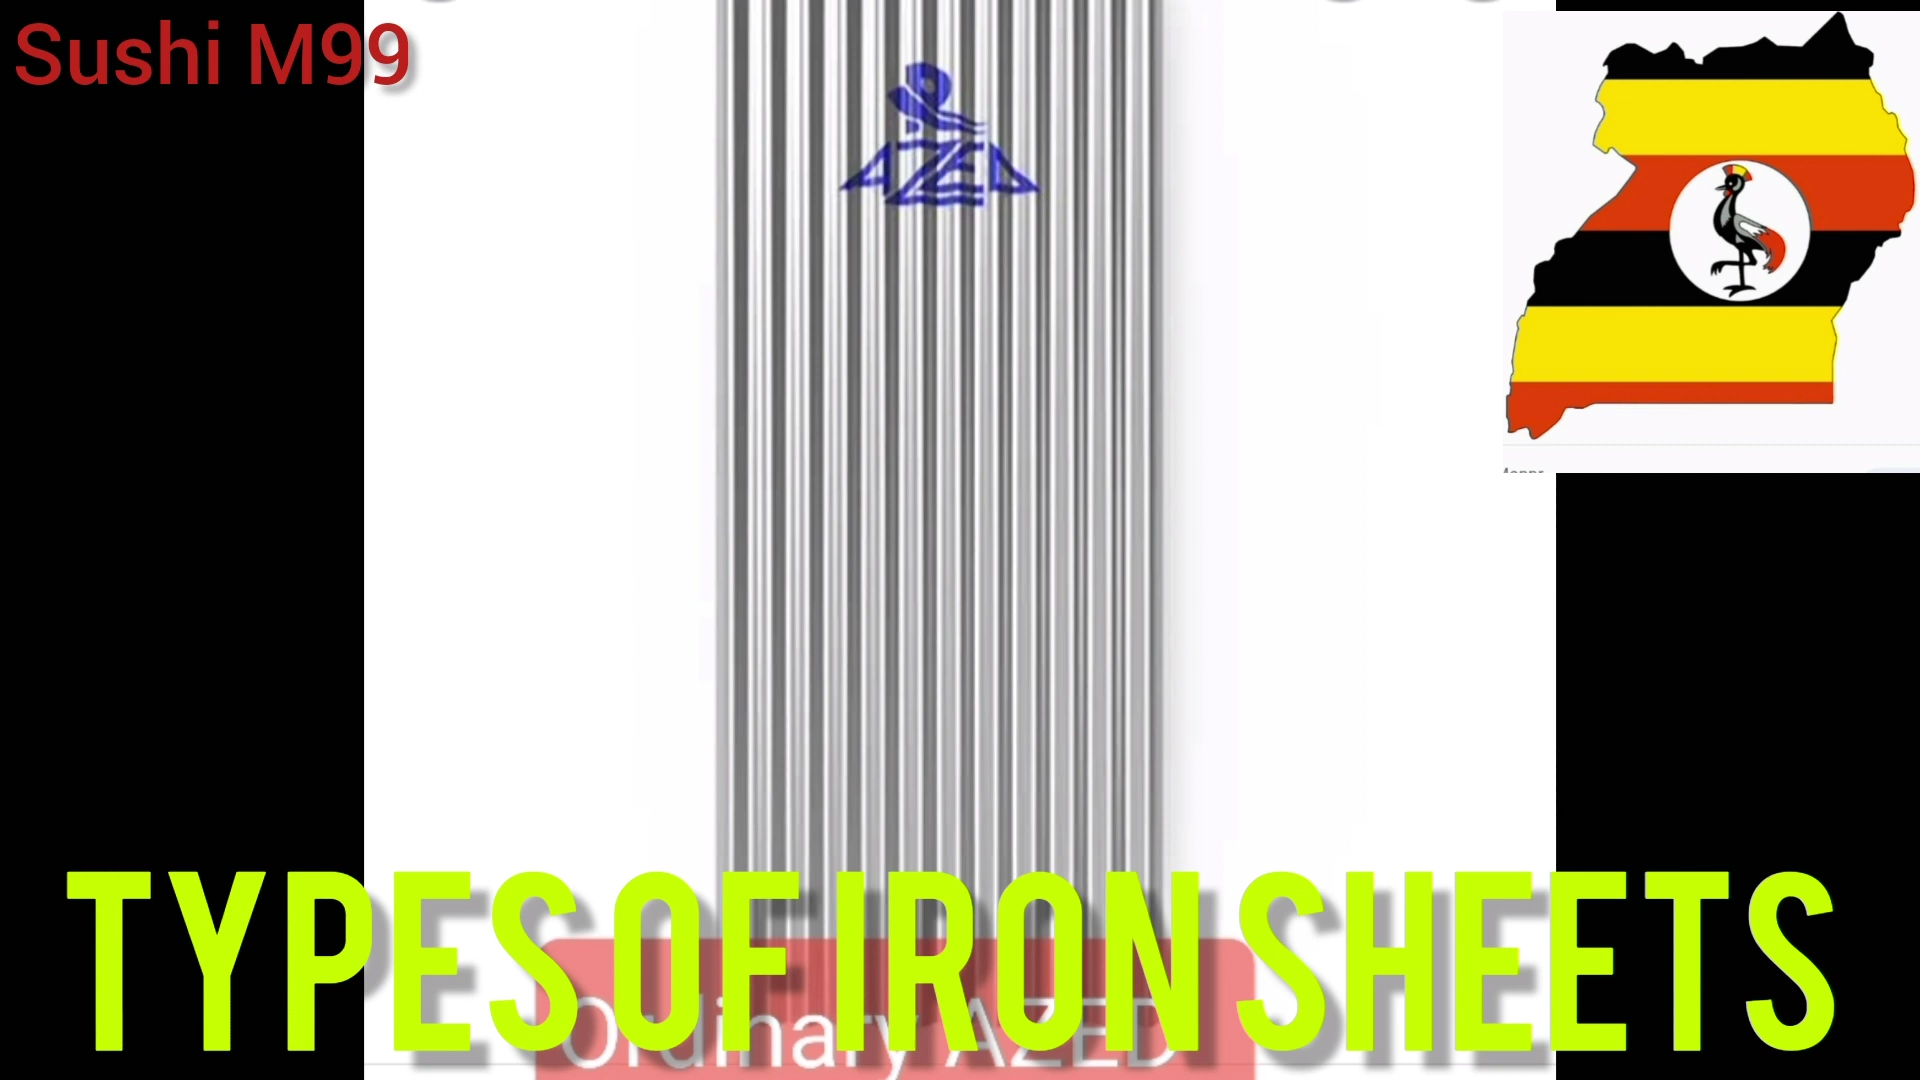 Sushi M99
AZED
TYPES OF IRON SHEETS
Ordinary AZED